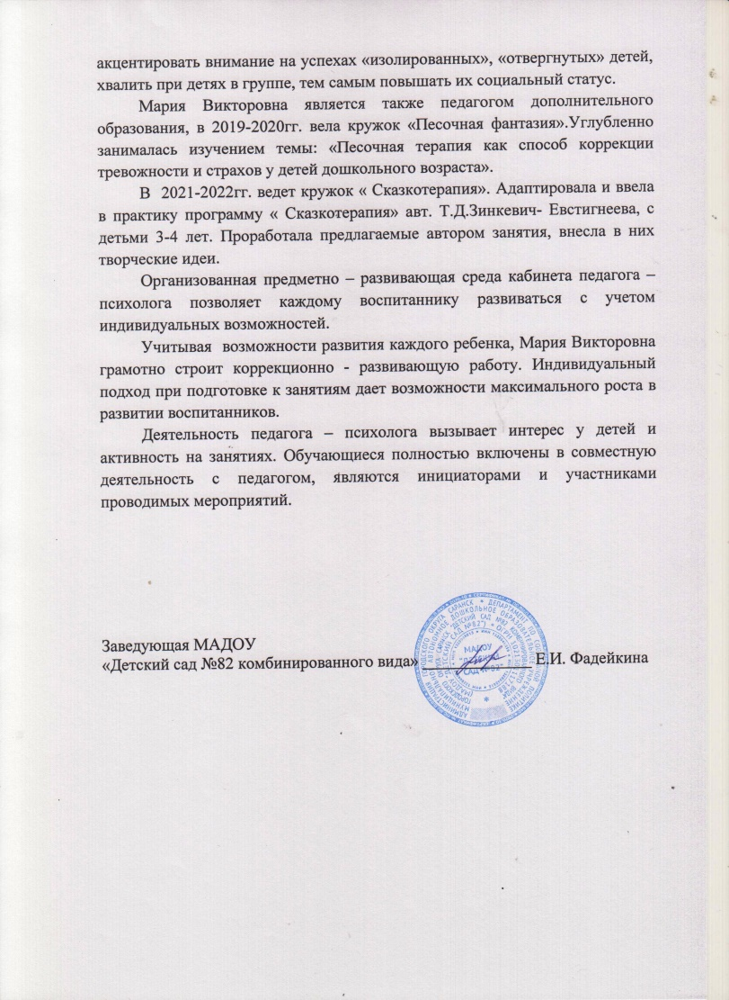 акцентировать внимание на успехах «изолированных», «отвергнутых» детей,
хвалить при детях в группе, тем самым повышать их социальный статус.
Мария Викторовна является также педагогом дополнительного
образования, в 2019-2020гг. вела кружок «Песочная фантазия».Углубленно
занималась изучением темы: «Песочная терапия как способ коррекции
тревожности и страхов у детей дошкольного возраста».
В 2021-2022гг. ведет кружок « Сказкотерапия». Адаптировала и ввела
в практику программу « Сказкотерапия» авт. Т.Д.Зинкевич- Евстигнеева, с
детьми 3-4 лет. Проработала предлагаемые автором занятия, внесла в них
творческие идеи.
Организованная предметно – развивающая среда кабинета педагога –
психолога позволяет каждому воспитаннику развиваться с учетом
индивидуальных возможностей.
Учитывая возможности развития каждого ребенка, Мария Викторовна
грамотно строит коррекционно - развивающую работу. Индивидуальный
подход при подготовке к занятиям дает возможности максимального роста в
развитии воспитанников.
Деятельность педагога – психолога вызывает интерес у детей и
активность на занятиях. Обучающиеся полностью включены в совместную
деятельность с педагогом, являются инициаторами и участниками
проводимых мероприятий.
Заведующая МАДОУ
«Детский сад №82 комбинированного вида» Е.И. Фадейкина
МАДОУ